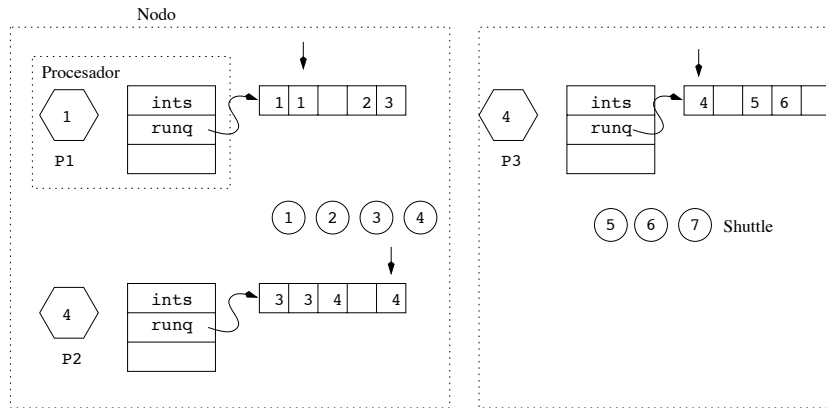 Nodo
Procesador
1
P1
ints
runq
1 1 2 3
1 2 3 4
4
P2
ints
runq
3 3 4 4
4
P3
ints
runq
4 5 6
5 6 7 Shuttle